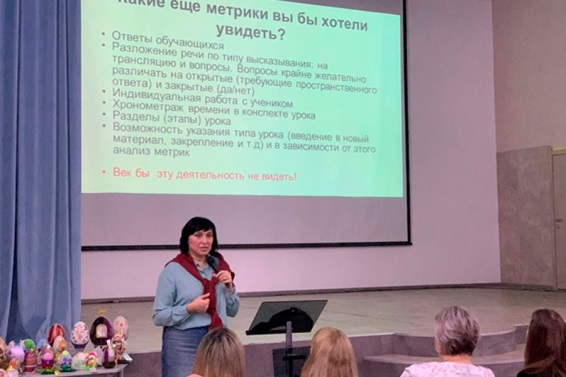 Какие еще метрики вы бы хотели
увидеть?
• Ответы обучающихся
• Разложение речи по типу высказывания: на
трансляцию и вопросы. Вопросы крайне желательно
различать на открытые (требующие пространственного
ответа) и закрытые (да/нет)
• Индивидуальная работа с учеником
• Хронометраж времени в конспекте урока
• Разделы (этапы) урока
• Возможность указания типа урока (введение в новый
материал, закрепление и т.д) и в зависимости от этого
анализ метрик
• Век бы эту деятельность не видеть!